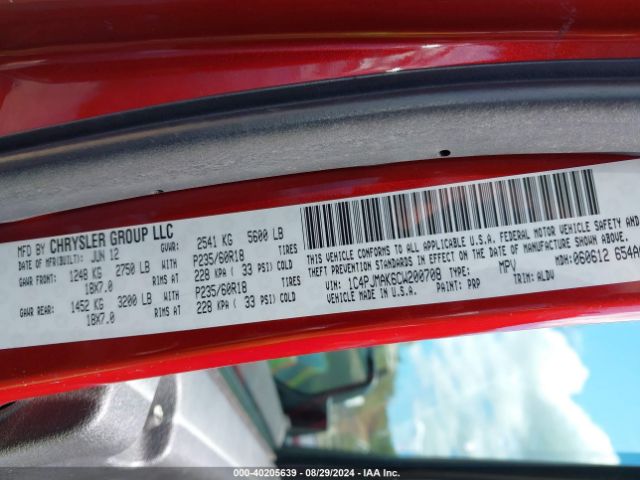 MFD BY CHRYSLER GROUP LLC
DATE OF MFR(BUILT): JUN 12 GVWR: 2541 KG 5600 LB
GAWR FRONT: 1248 KG 2750 LB P235/60R18 TIRES
18X7.0 RIMS AT 228 KPA ( 33 PSI) COLD
GAWR REAR: 1452 KG 3200 LB P235/60R18 TIRES
18X7.0 RIMS AT 228 KPA ( 33 PSI) COLD
THIS VEHICLE CONFORMS TO ALL APPLICABLE U.S.A. FEDERAL MOTOR VEHICLE SAFETY AND
THEFT PREVENTION STANDARDS IN EFFECT ON THE DATE OF MANUFACTURE SHOWN ABOVE.
VIN: 1C4PJMAK6CW200708 TYPE: MPV MDH: 060612 654A
VEHICLE MADE IN U.S.A. PAINT: PRP TRIM: ALDV
000-40205639 - 08/29/2024 - IAA Inc.